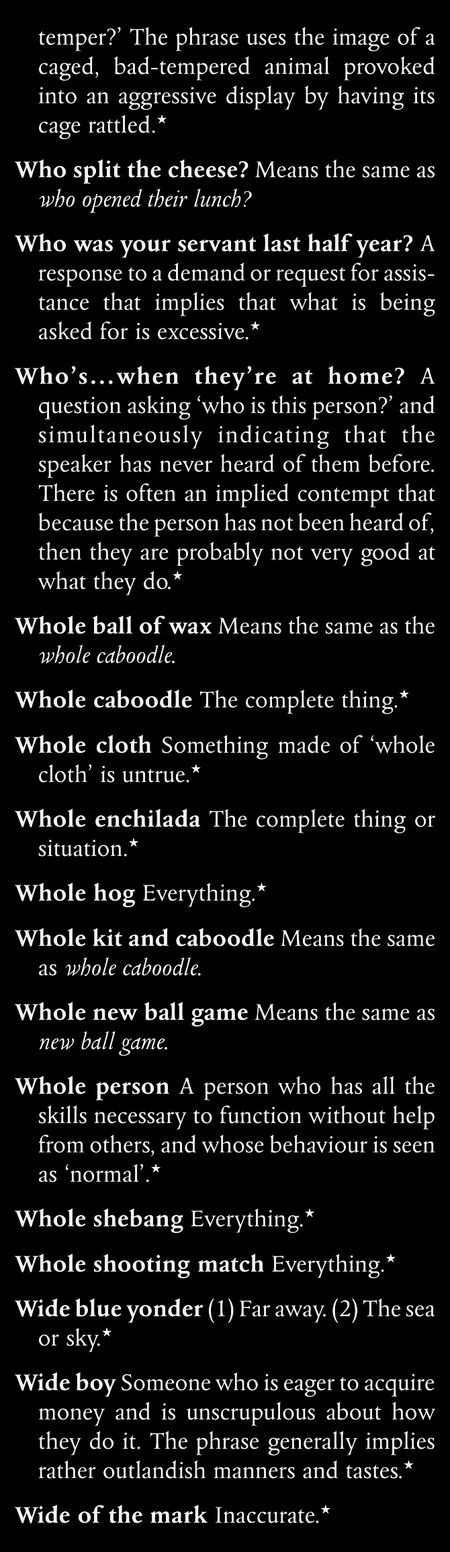 temper?’ The phrase uses the image of a
caged, bad-tempered animal provoked
into an aggressive display by having its
cage rattled.★
Who split the cheese? Means the same as
who opened their lunch?
Who was your servant last half year? A
response to a demand or request for assis-
tance that implies that what is being
asked for is excessive.★
Who’s…when they’re at home? A
question asking ‘who is this person?’ and
simultaneously indicating that the
speaker has never heard of them before.
There is often an implied contempt that
because the person has not been heard of,
then they are probably not very good at
what they do.★
Whole ball of wax Means the same as the
whole caboodle.
Whole caboodle The complete thing.★
Whole cloth Something made of ‘whole
cloth’ is untrue.★
Whole enchilada The complete thing or
situation.★
Whole hog Everything.★
Whole kit and caboodle Means the same
as whole caboodle.
Whole new ball game Means the same as
new ball game.
Whole person A person who has all the
skills necessary to function without help
from others, and whose behaviour is seen
as ‘normal’.★
Whole shebang Everything.★
Whole shooting match Everything.★
Wide blue yonder (1) Far away. (2) The sea
or sky.★
Wide boy Someone who is eager to acquire
money and is unscrupulous about how
they do it. The phrase generally implies
rather outlandish manners and tastes.★
Wide of the mark Inaccurate.★